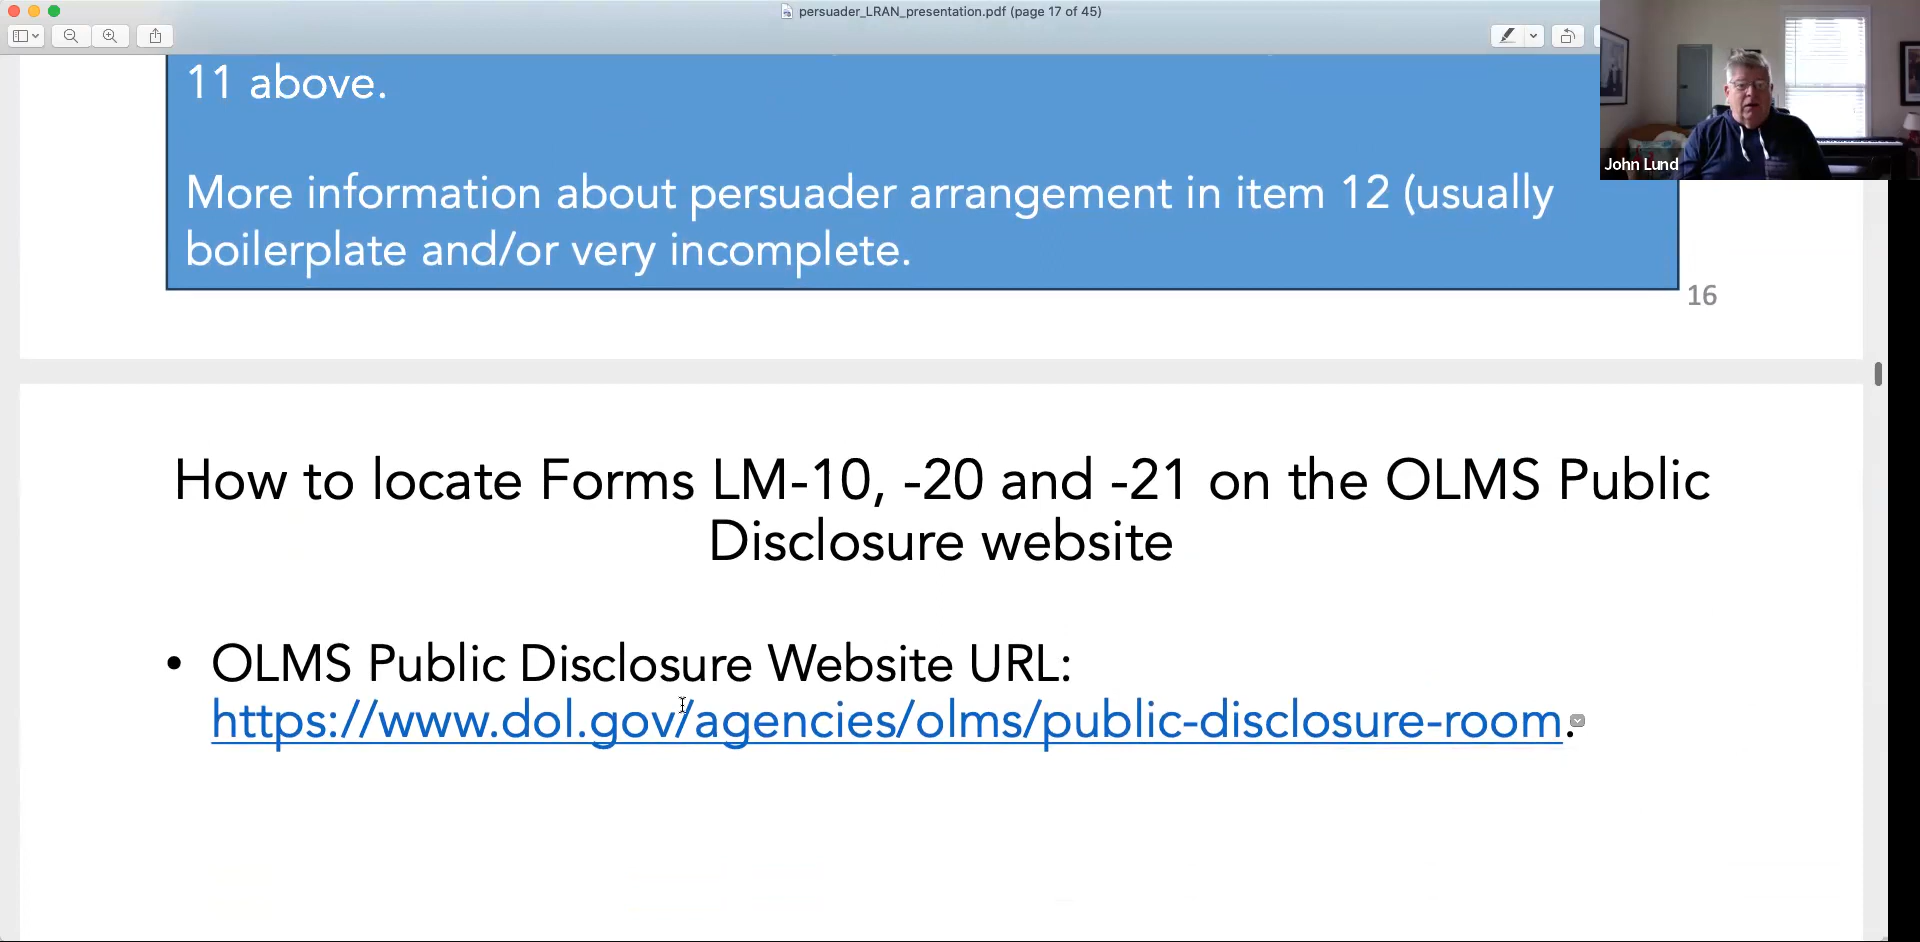 persuader_LRAN_presentation.pdf (page 17 of 45)
11 above.
More information about persuader arrangement in item 12 (usually
boilerplate and/or very incomplete.
John Lund
16
How to locate Forms LM-10, -20 and -21 on the OLMS Public
Disclosure website
• OLMS Public Disclosure Website URL:
https://www.dol.gov/agencies/olms/public-disclosure-room.